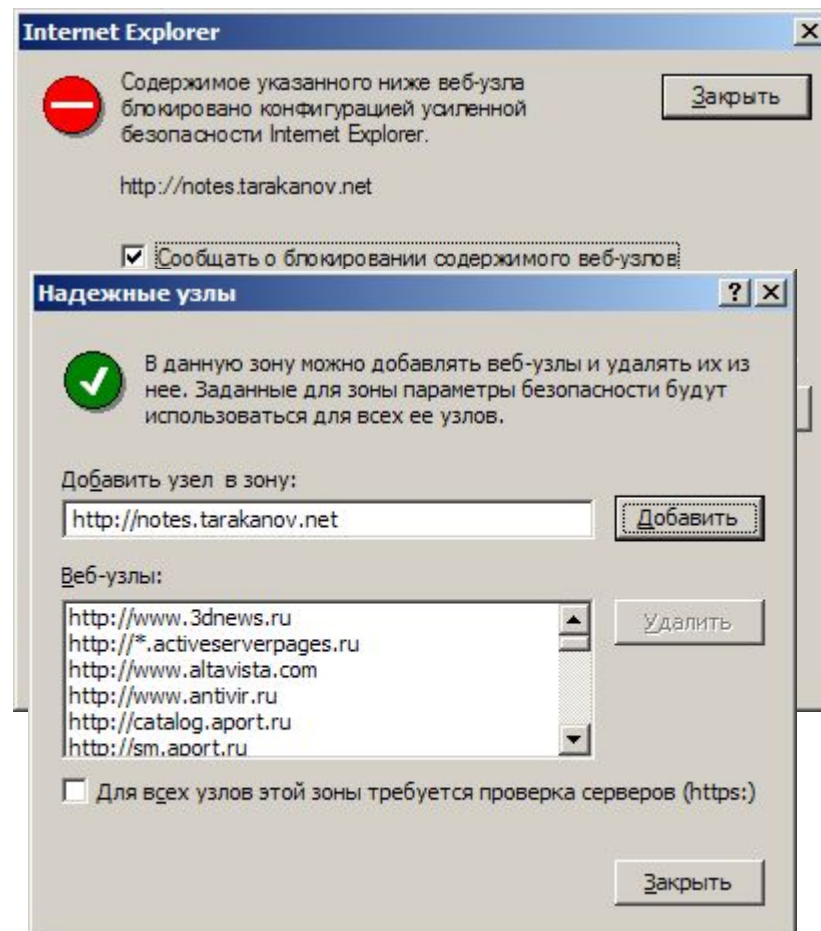 Internet Explorer
Содержимое указанного ниже веб-узла
блокировано конфигурацией усиленной
безопасности Internet Explorer.
Закрыть
http://notes.tarakanov.net
Сообщать о блокировании содержимого веб-узлов
Надежные узлы
В данную зону можно добавлять веб-узлы и удалять их из
нее. Заданные для зоны параметры безопасности будут
использоваться для всех ее узлов.
Добавить узел в зону:
http://notes.tarakanov.net
Добавить
Веб-узлы:
http://www.3dnews.ru
http://*.activeserverpages.ru
http://www.altavista.com
http://www.antivir.ru
http://catalog.aport.ru
http://sm.aport.ru
Удалить
Для всех узлов этой зоны требуется проверка серверов (https:)
Закрыть